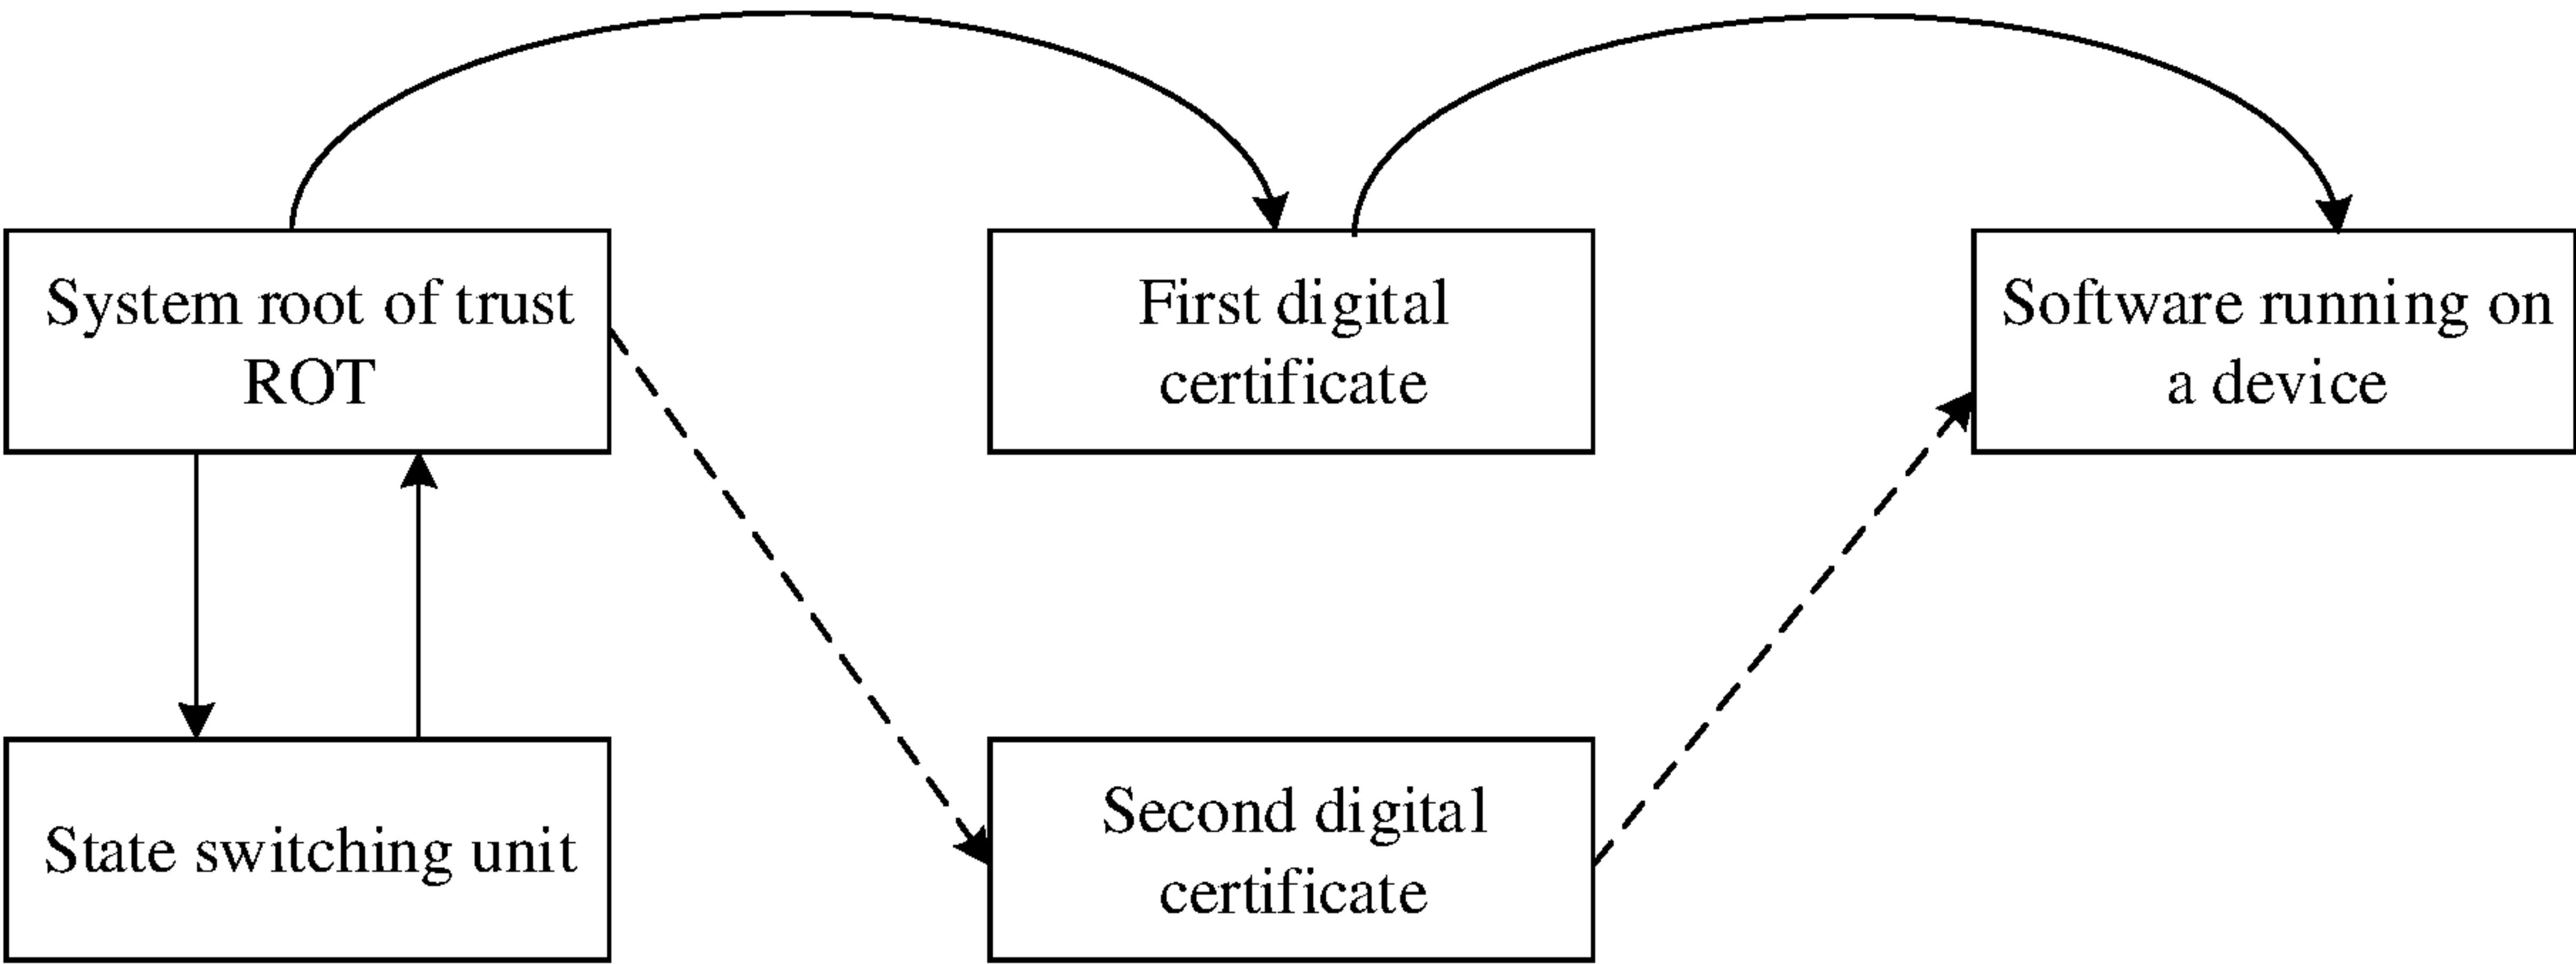 System root of trust
ROT
First digital
certificate
Software running on
a device
State switching unit
Second digital
certificate